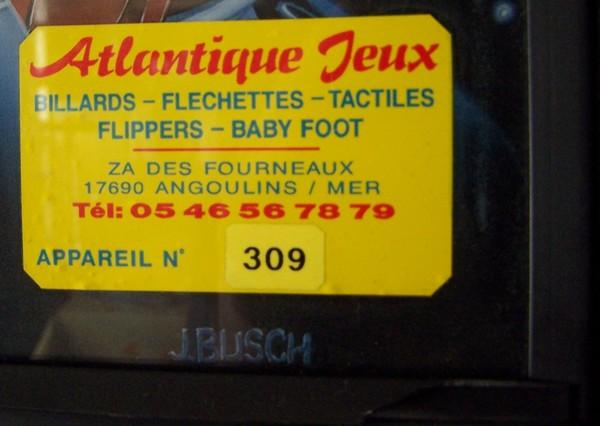 Atlantique Jeux
BILLARDS - FLECHETTES - TACTILES
FLIPPERS - BABY FOOT
ZA DES FOURNEAUX
17690 ANGOULINS / MER
Tél: 05 46 56 78 79
APPAREIL N° 309
J.BUSCH